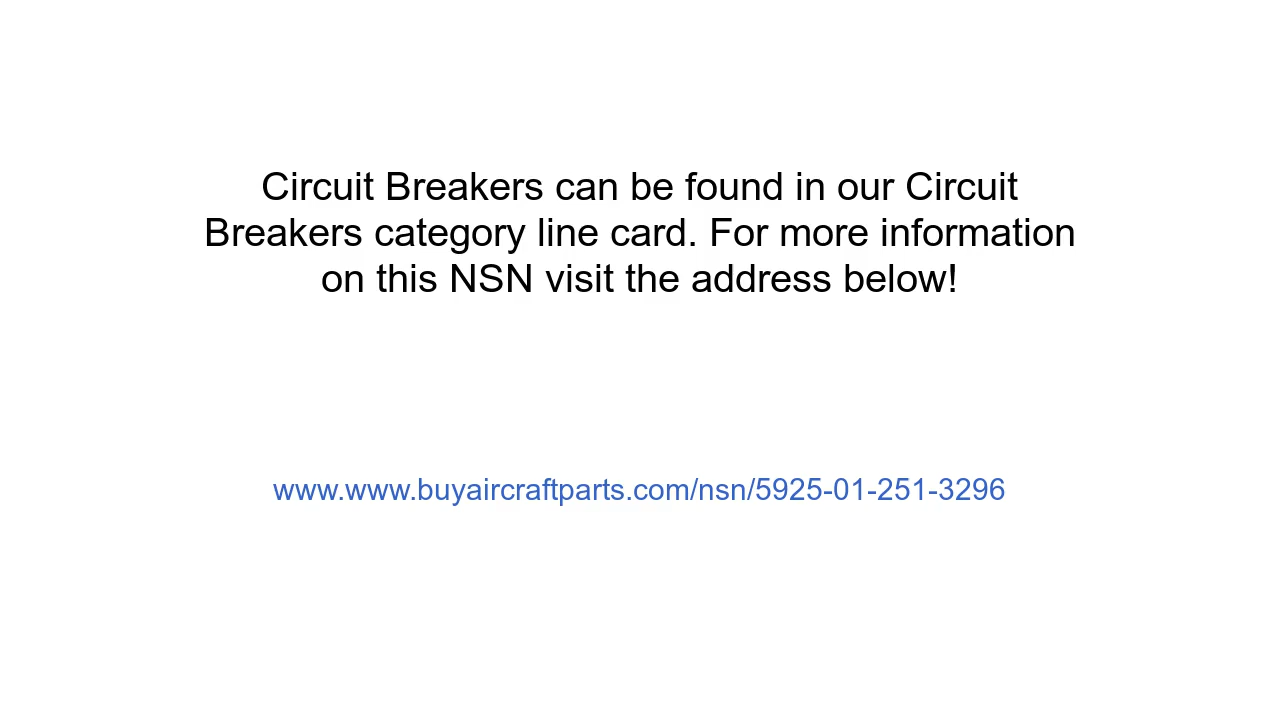 Circuit Breakers can be found in our Circuit
Breakers category line card. For more information
on this NSN visit the address below!
www.www.buyaircraftparts.com/nsn/5925-01-251-3296